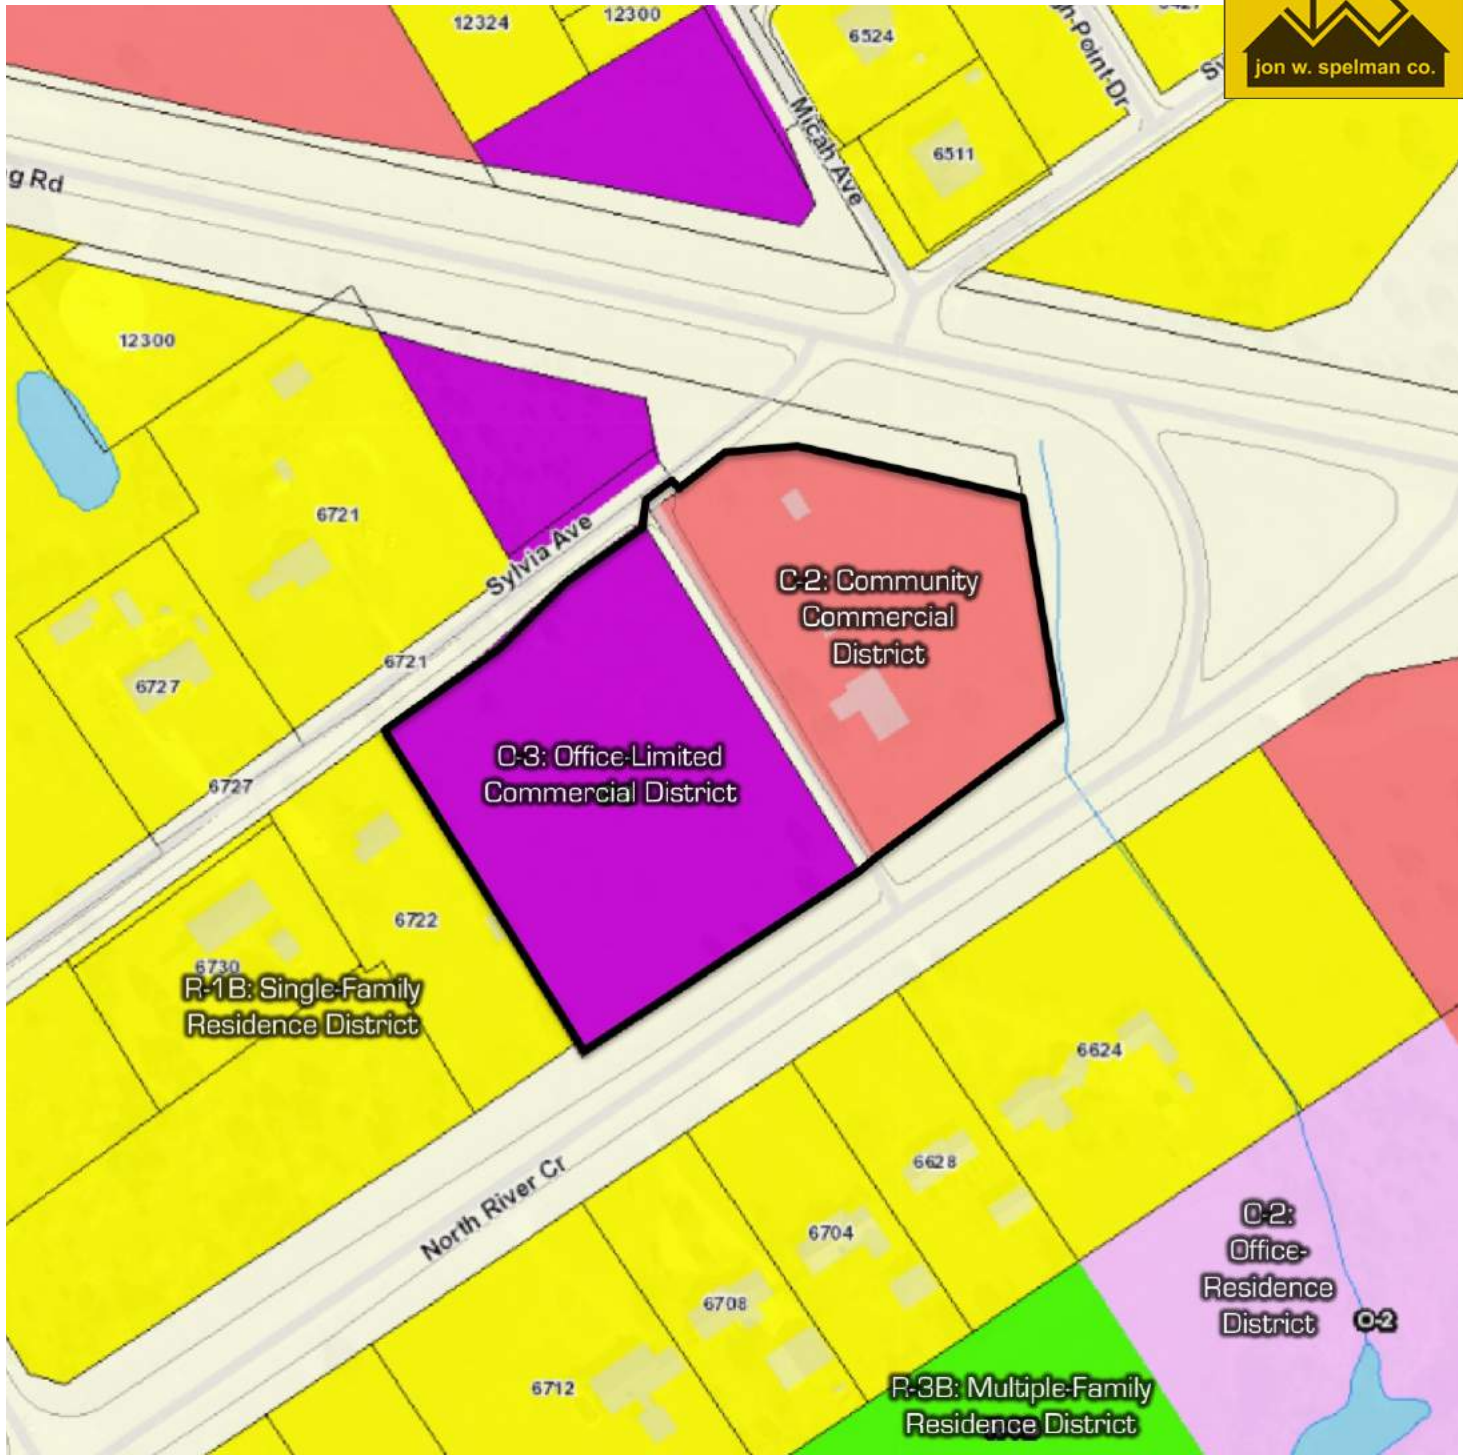 12324
12300
6524
jon w. spelman co.
Micah Ave
6511
g Rd
12300
6721
Sylvia Ave
C-2: Community
Commercial
District
6721
6727
C-3: Office-Limited
Commercial District
6727
6722
6730
R-1B: Single-Family
Residence District
6624
6628
North River Cr
6704
C-2:
Office-
Residence
District
O-2
6708
6712
R-3B: Multiple-Family
Residence District